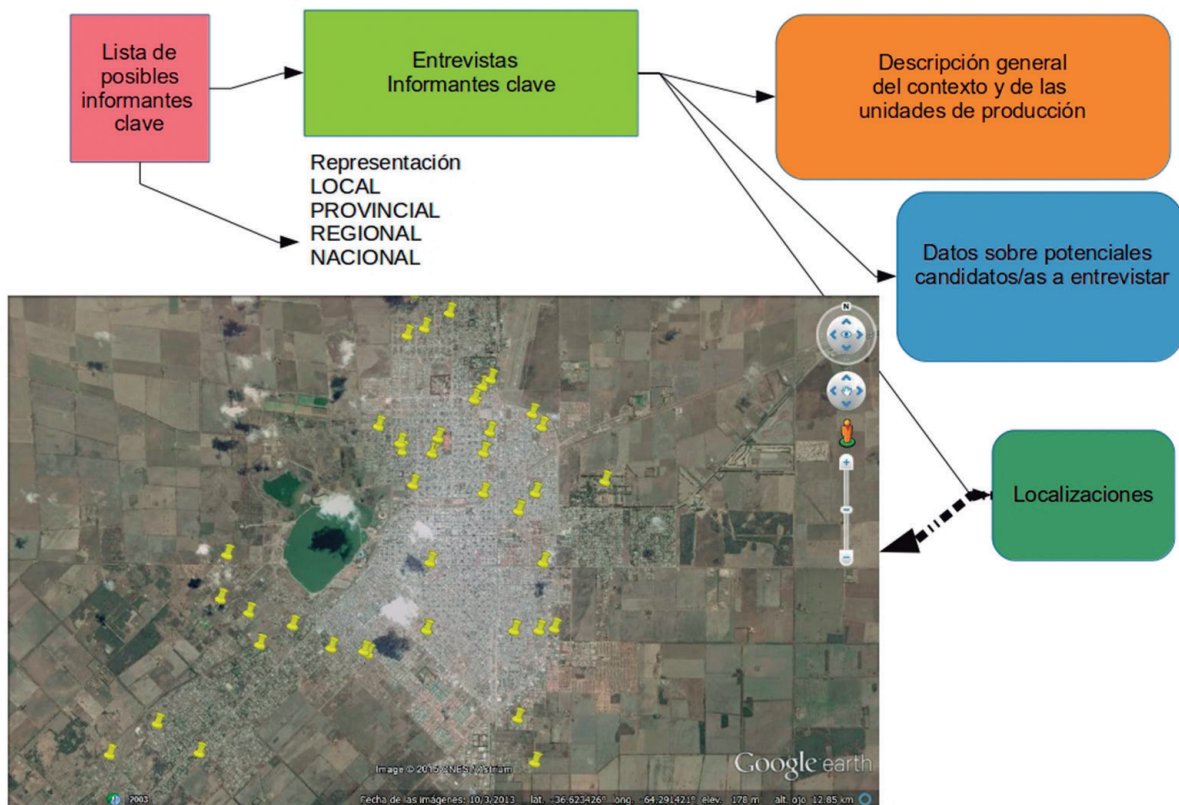 Lista de
posibles
informantes
clave
Entrevistas
Informantes clave
Descripción general
del contexto y de las
unidades de producción
Representación
LOCAL
PROVINCIAL
REGIONAL
NACIONAL
Datos sobre potenciales
candidatos/as a entrevistar
N
Localizaciones
Google earth
Image © 2015 CNES / Astrium
2003
Fecha de las imágenes: 10/3/2013 lat. -36.623426° long. -64.291421° elev. 178 m alt. ojo 12.85 km